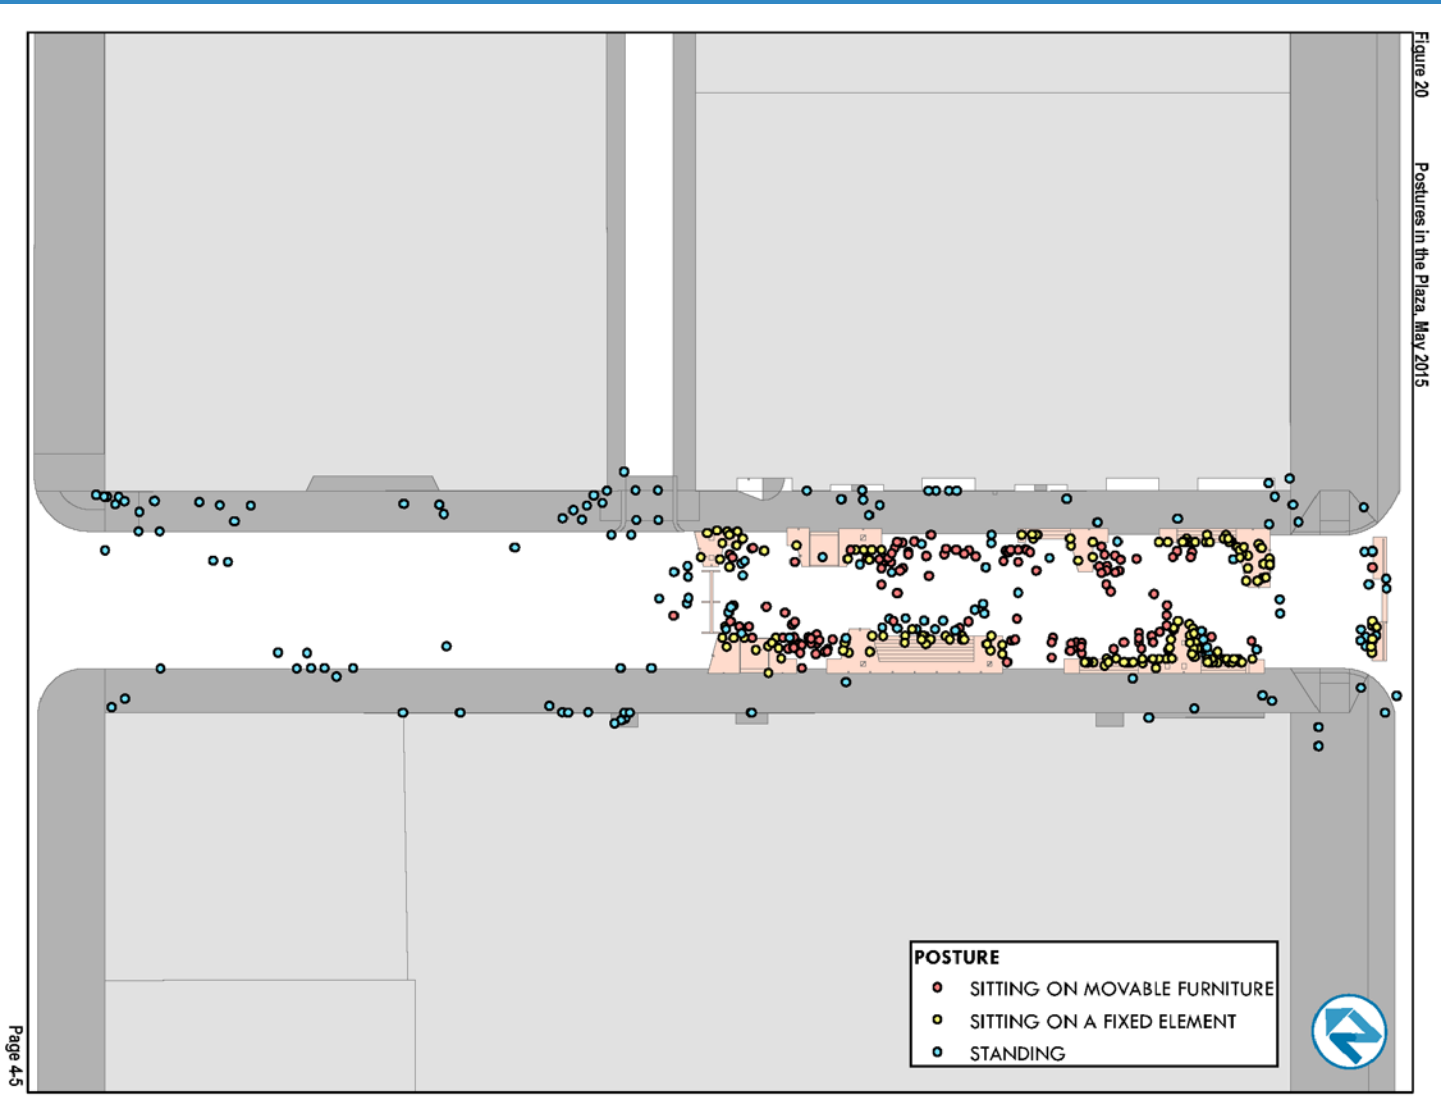 Figure 20 Postures in the Plaza, May 2015
POSTURE
SITTING ON MOVABLE FURNITURE
SITTING ON A FIXED ELEMENT
STANDING
Page 4-5